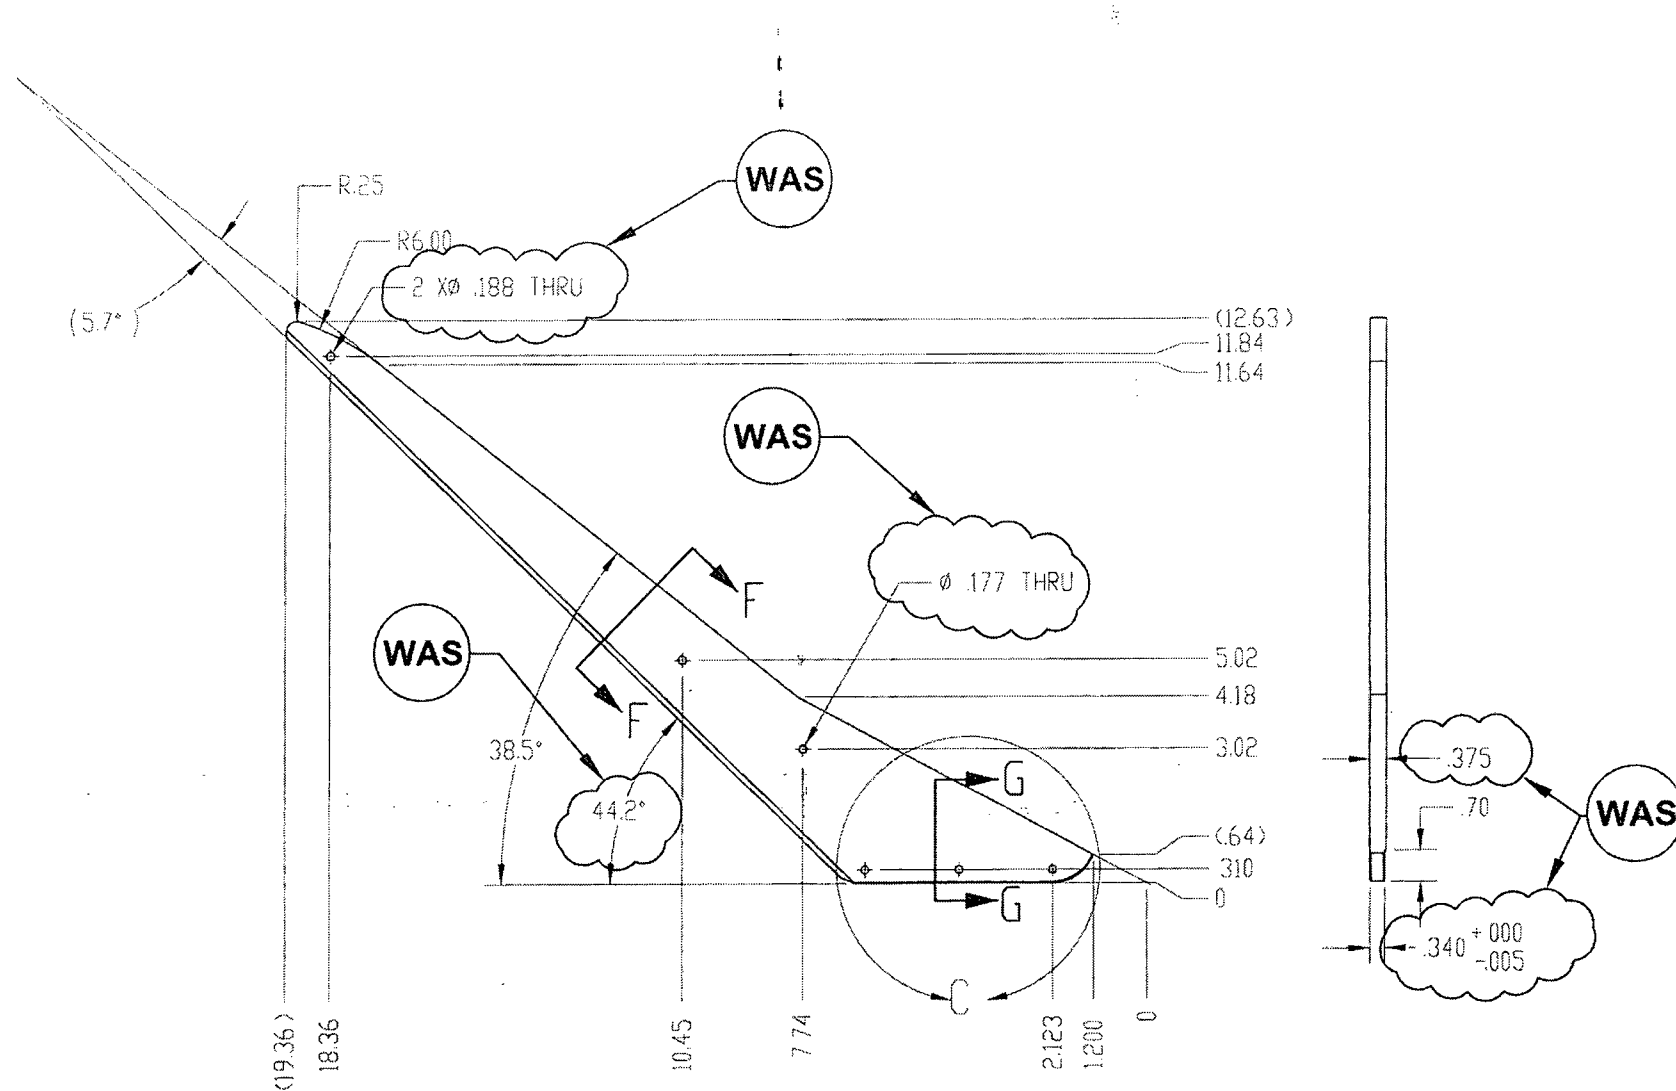 WAS
R.25
R6.00
2 XØ .188 THRU
(5.7°)
(12.63)
11.84
11.64
WAS
Ø .177 THRU
F
WAS
F
5.02
4.18
38.5°
3.02
G
.375
44.2°
.70
WAS
(.64)
.310
G
0
.340 +.000
-.005
C
(19.36)
18.36
10.45
7.74
2.123
1.200
0